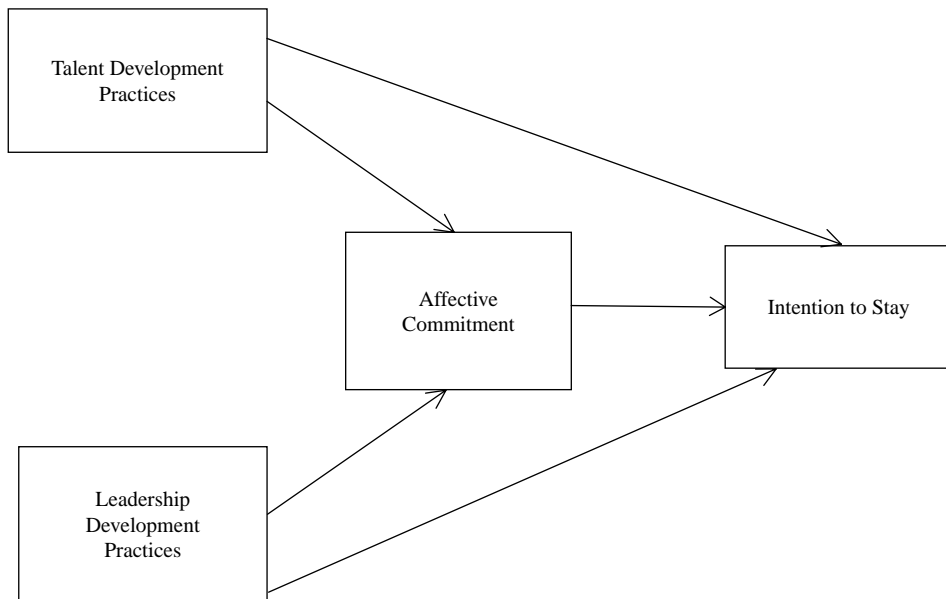 Talent Development
Practices
Affective
Commitment
Intention to Stay
Leadership
Development
Practices